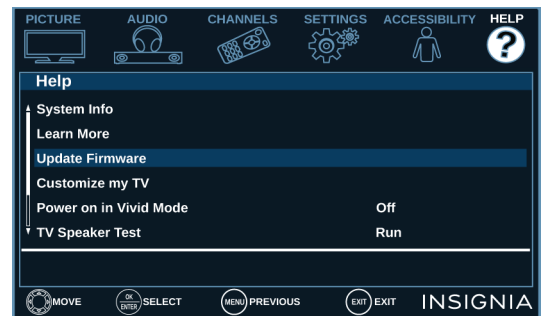 PICTURE AUDIO CHANNELS SETTINGS ACCESSIBILITY HELP
?
Help
System Info
Learn More
Update Firmware
Customize my TV
Power on in Vivid Mode Off
TV Speaker Test Run
MOVE OK ENTER SELECT MENU PREVIOUS EXIT EXIT INSIGNIA